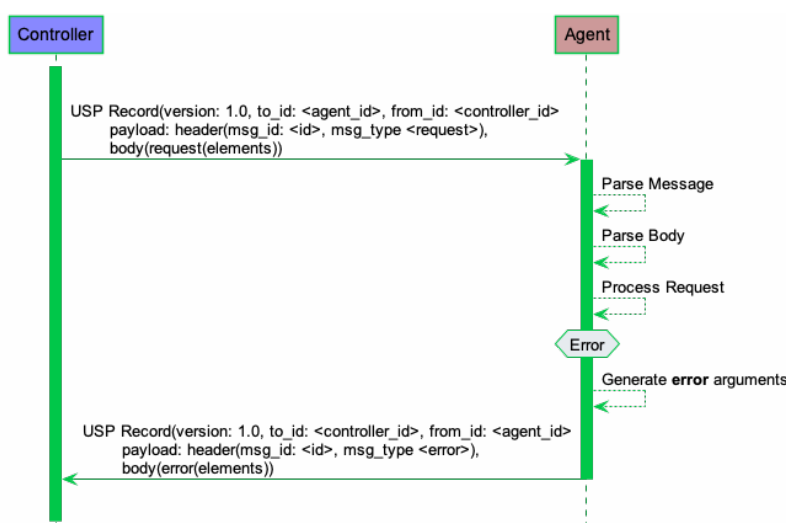 Controller
Agent
USP Record(version: 1.0, to_id: <agent_id>, from_id: <controller_id>
payload: header(msg_id: <id>, msg_type <request>),
body(request(elements))
Parse Message
Parse Body
Process Request
Error
Generate error arguments
USP Record(version: 1.0, to_id: <controller_id>, from_id: <agent_id>
payload: header(msg_id: <id>, msg_type <error>),
body(error(elements))